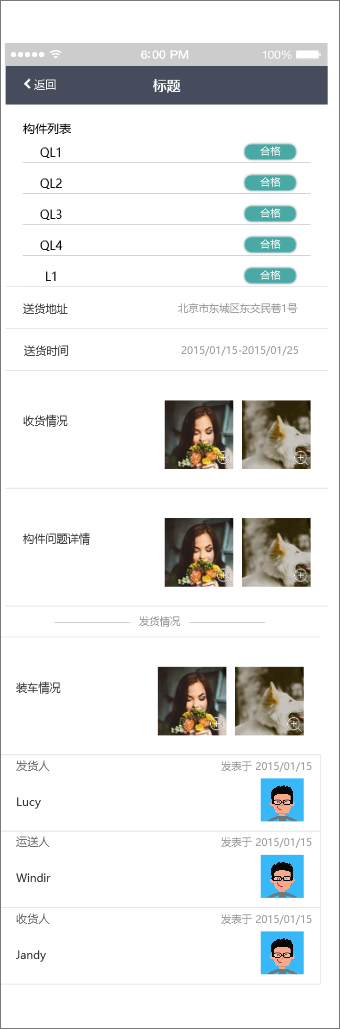 6:00 PM 100%
返回 标题
构件列表
QL1 合格
QL2 合格
QL3 合格
QL4 合格
L1 合格
送货地址 北京市东城区东交民巷1号
送货时间 2015/01/15-2015/01/25
收货情况
构件问题详情
发货情况
装车情况
发货人 发表于 2015/01/15
Lucy
运送人 发表于 2015/01/15
Windir
收货人 发表于 2015/01/15
Jandy